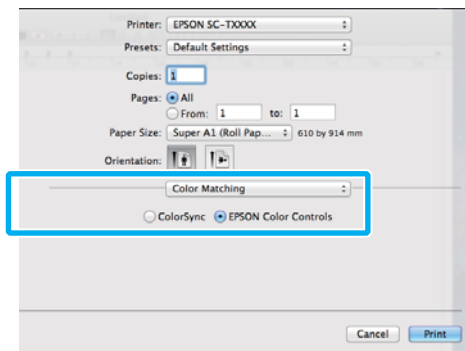 Printer: EPSON SC-TXXXX
Presets: Default Settings
Copies: 1
Pages: All
From: 1 to: 1
Paper Size: Super A1 (Roll Pap... 610 by 914 mm
Orientation:
Color Matching
ColorSync EPSON Color Controls
Cancel Print